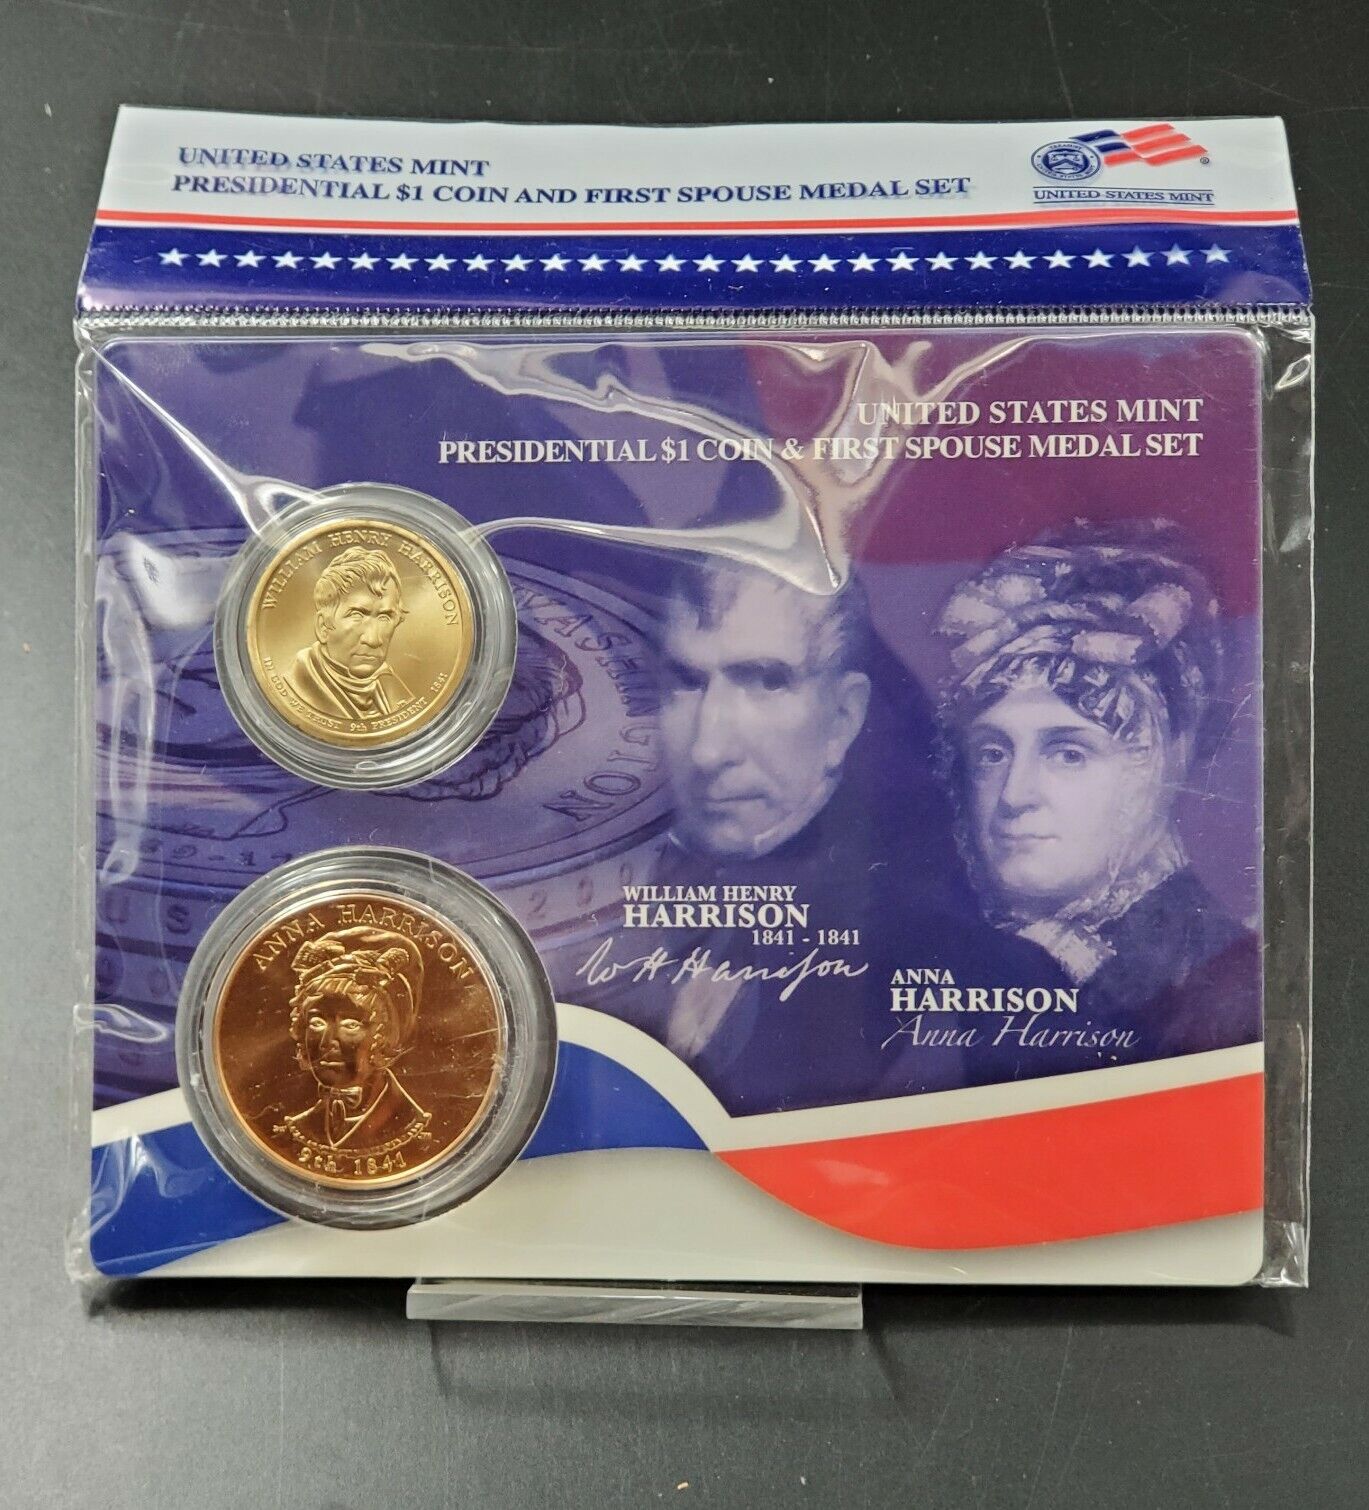 UNITED STATES MINT
PRESIDENTIAL $1 COIN AND FIRST SPOUSE MEDAL SET
TREASURY
®
UNITED STATES MINT
UNITED STATES MINT
PRESIDENTIAL $1 COIN & FIRST SPOUSE MEDAL SET
WILLIAM HENRY HARRISON
IN GOD WE TRUST 9th PRESIDENT 1841
WASHINGTON
WILLIAM HENRY
HARRISON
1841 - 1841
W H Harrison
ANNA
HARRISON
Anna Harrison
ANNA HARRISON
9th 1841